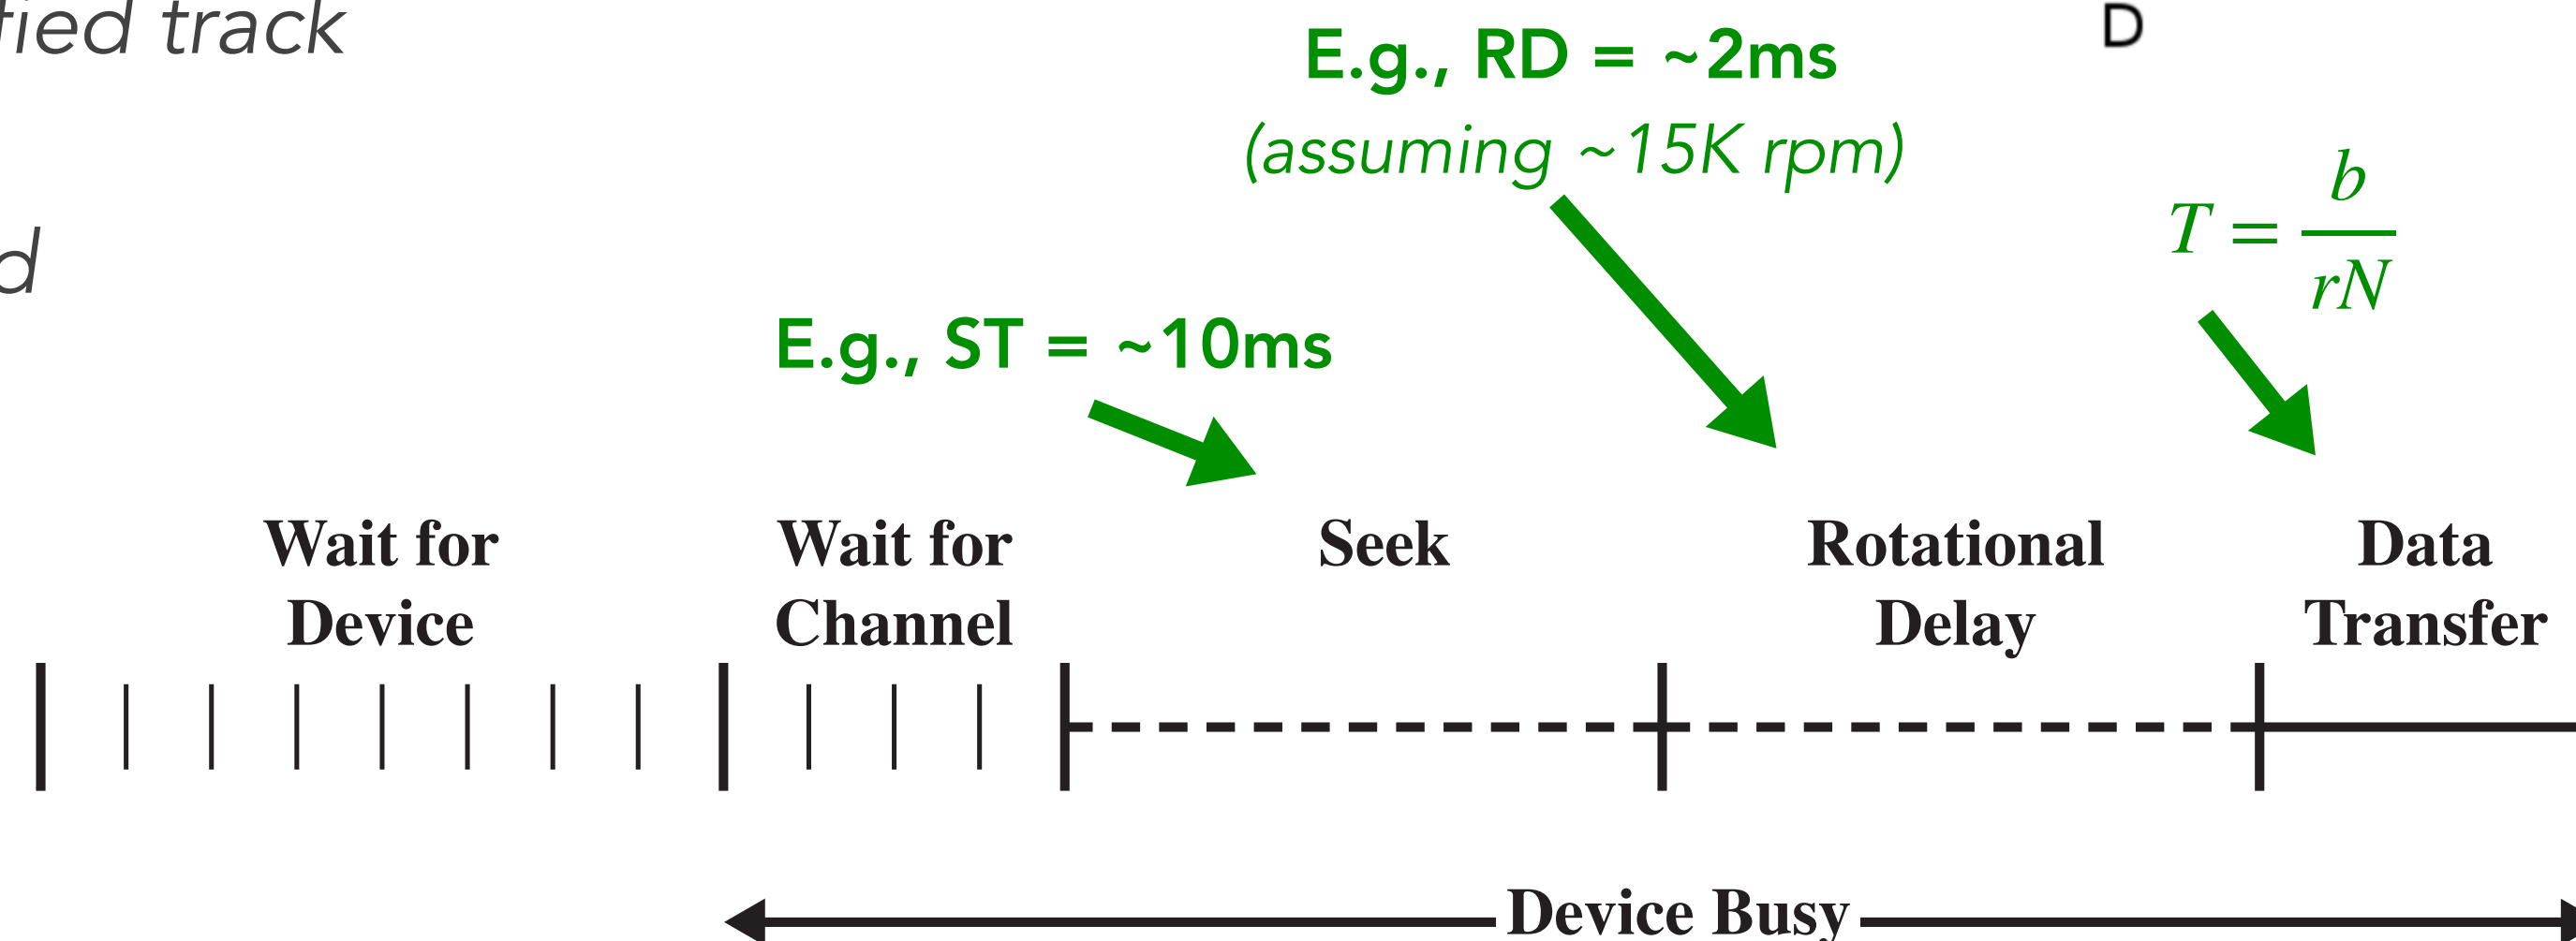 fied track
D
E.g., RD = ~2ms
(assuming ~15K rpm)
T = b / rN
d
E.g., ST = ~10ms
Wait for Device
Wait for Channel
Seek
Rotational Delay
Data Transfer
Device Busy